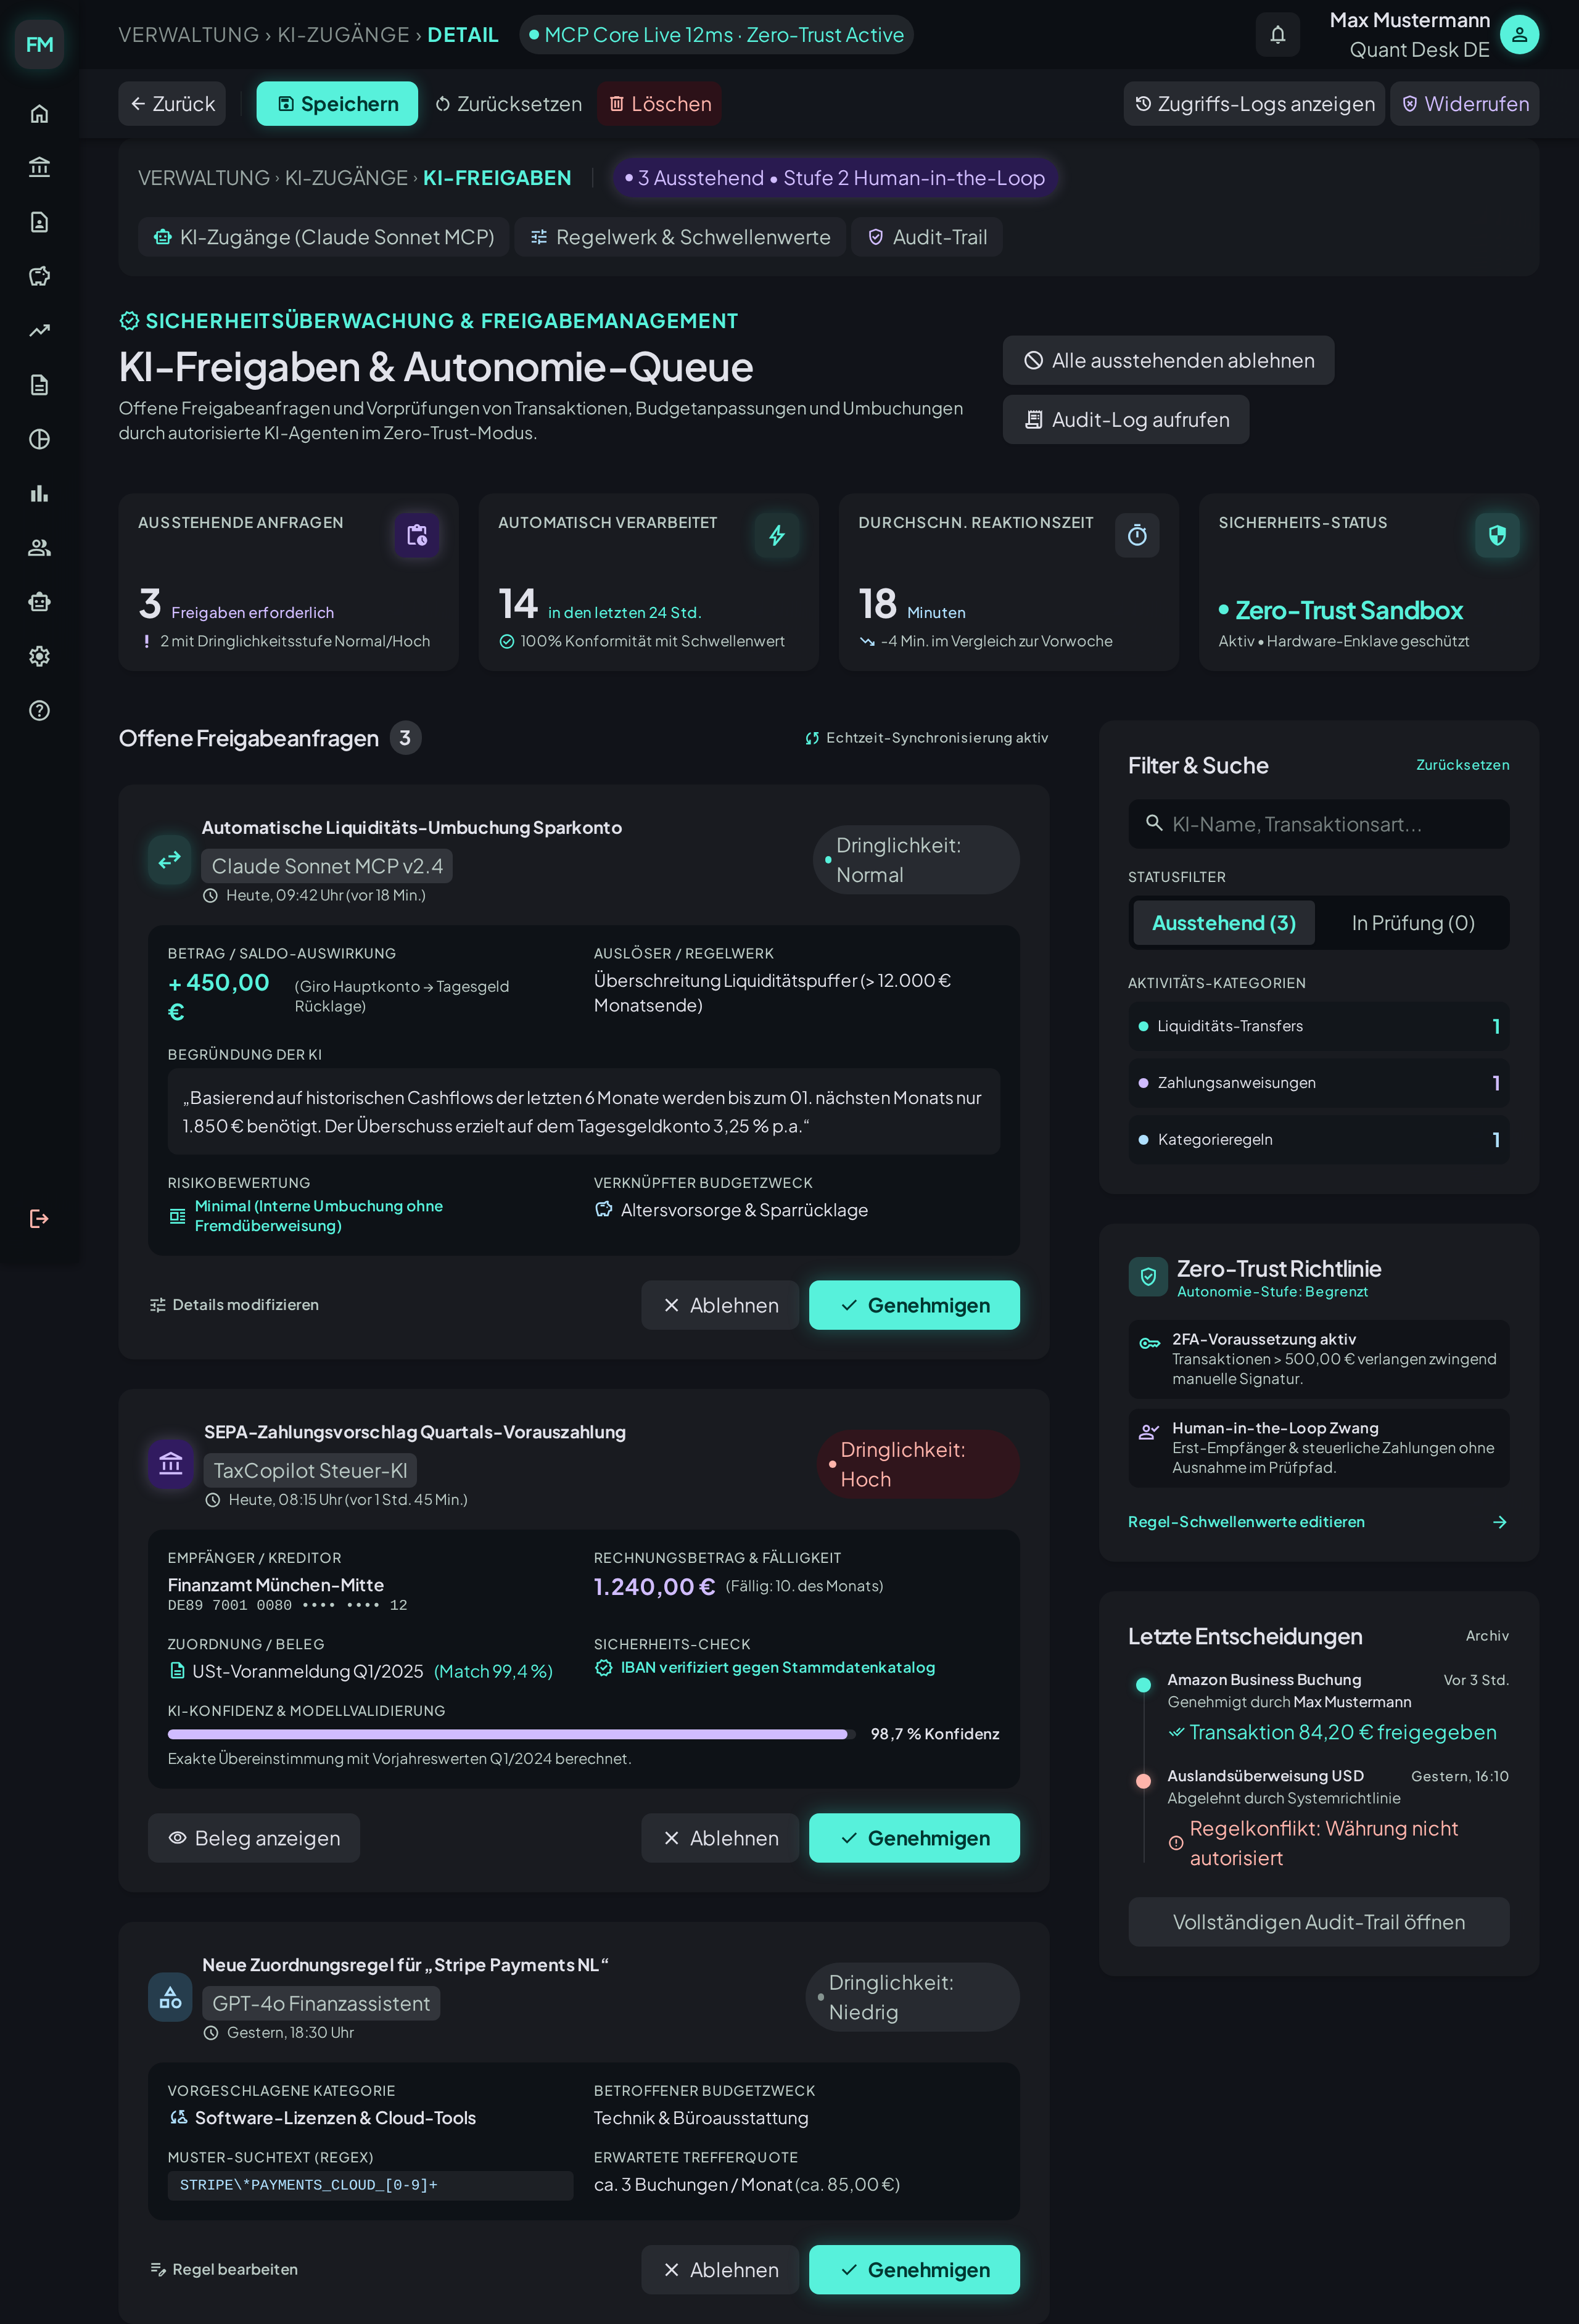 FM
VERWALTUNG › KI-ZUGÄNGE › DETAIL
MCP Core Live 12ms · Zero-Trust Active
Max Mustermann
Quant Desk DE
Zurück
Speichern
Zurücksetzen
Löschen
Zugriffs-Logs anzeigen
Widerrufen
VERWALTUNG › KI-ZUGÄNGE › KI-FREIGABEN
3 Ausstehend • Stufe 2 Human-in-the-Loop
KI-Zugänge (Claude Sonnet MCP)
Regelwerk & Schwellenwerte
Audit-Trail
SICHERHEITSÜBERWACHUNG & FREIGABEMANAGEMENT
KI-Freigaben & Autonomie-Queue
Offene Freigabeanfragen und Vorprüfungen von Transaktionen, Budgetanpassungen und Umbuchungen
durch autorisierte KI-Agenten im Zero-Trust-Modus.
Alle ausstehenden ablehnen
Audit-Log aufrufen
AUSSTEHENDE ANFRAGEN
3 Freigaben erforderlich
2 mit Dringlichkeitsstufe Normal/Hoch
AUTOMATISCH VERARBEITET
14 in den letzten 24 Std.
100% Konformität mit Schwellenwert
DURCHSCHN. REAKTIONSZEIT
18 Minuten
-4 Min. im Vergleich zur Vorwoche
SICHERHEITS-STATUS
Zero-Trust Sandbox
Aktiv • Hardware-Enklave geschützt
Offene Freigabeanfragen 3
Echtzeit-Synchronisierung aktiv
Automatische Liquiditäts-Umbuchung Sparkonto
Claude Sonnet MCP v2.4
Heute, 09:42 Uhr (vor 18 Min.)
Dringlichkeit:
Normal
BETRAG / SALDO-AUSWIRKUNG
+ 450,00
€
(Giro Hauptkonto → Tagesgeld
Rücklage)
AUSLÖSER / REGELWERK
Überschreitung Liquiditätspuffer (> 12.000 €
Monatsende)
BEGRÜNDUNG DER KI
„Basierend auf historischen Cashflows der letzten 6 Monate werden bis zum 01. nächsten Monats nur
1.850 € benötigt. Der Überschuss erzielt auf dem Tagesgeldkonto 3,25 % p.a.“
RISIKOBEWERTUNG
Minimal (Interne Umbuchung ohne
Fremdüberweisung)
VERKNÜPFTER BUDGETZWECK
Altersvorsorge & Sparrücklage
Details modifizieren
Ablehnen
Genehmigen
SEPA-Zahlungsvorschlag Quartals-Vorauszahlung
TaxCopilot Steuer-KI
Heute, 08:15 Uhr (vor 1 Std. 45 Min.)
Dringlichkeit:
Hoch
EMPFÄNGER / KREDITOR
Finanzamt München-Mitte
DE89 7001 0080 •••• •••• 12
RECHNUNGSBETRAG & FÄLLIGKEIT
1.240,00 € (Fällig: 10. des Monats)
ZUORDNUNG / BELEG
USt-Voranmeldung Q1/2025 (Match 99,4 %)
SICHERHEITS-CHECK
IBAN verifiziert gegen Stammdatenkatalog
KI-KONFIDENZ & MODELLVALIDIERUNG
98,7 % Konfidenz
Exakte Übereinstimmung mit Vorjahreswerten Q1/2024 berechnet.
Beleg anzeigen
Ablehnen
Genehmigen
Neue Zuordnungsregel für „Stripe Payments NL“
GPT-4o Finanzassistent
Gestern, 18:30 Uhr
Dringlichkeit:
Niedrig
VORGESCHLAGENE KATEGORIE
Software-Lizenzen & Cloud-Tools
BETROFFENER BUDGETZWECK
Technik & Büroausstattung
MUSTER-SUCHTEXT (REGEX)
STRIPE\*PAYMENTS_CLOUD_[0-9]+
ERWARTETE TREFFERQUOTE
ca. 3 Buchungen / Monat (ca. 85,00 €)
Regel bearbeiten
Ablehnen
Genehmigen
Filter & Suche
Zurücksetzen
KI-Name, Transaktionsart...
STATUSFILTER
Ausstehend (3)
In Prüfung (0)
AKTIVITÄTS-KATEGORIEN
Liquiditäts-Transfers 1
Zahlungsanweisungen 1
Kategorieregeln 1
Zero-Trust Richtlinie
Autonomie-Stufe: Begrenzt
2FA-Voraussetzung aktiv
Transaktionen > 500,00 € verlangen zwingend
manuelle Signatur.
Human-in-the-Loop Zwang
Erst-Empfänger & steuerliche Zahlungen ohne
Ausnahme im Prüfpfad.
Regel-Schwellenwerte editieren
Letzte Entscheidungen
Archiv
Amazon Business Buchung
Vor 3 Std.
Genehmigt durch Max Mustermann
Transaktion 84,20 € freigegeben
Auslandsüberweisung USD
Gestern, 16:10
Abgelehnt durch Systemrichtlinie
Regelkonflikt: Währung nicht
autorisiert
Vollständigen Audit-Trail öffnen